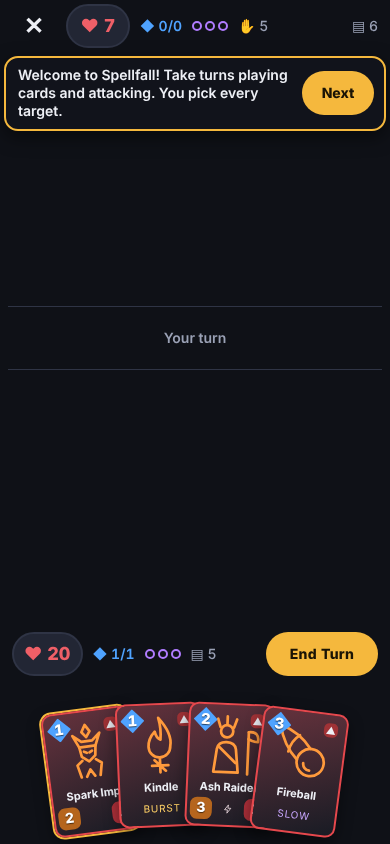 ✕ 7 0/0 5 6
Welcome to Spellfall! Take turns playing
cards and attacking. You pick every
target.
Next
Your turn
20 1/1 5 End Turn
1 1 2 3
Spark Imp Kindle Ash Raide Fireball
BURST SLOW
2 3